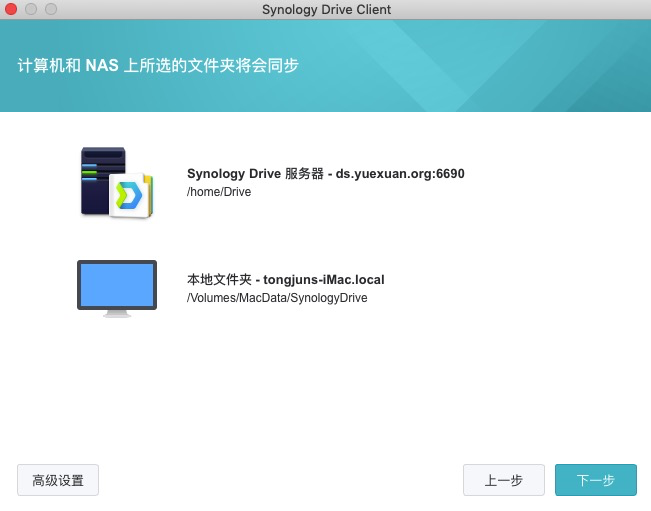 Synology Drive Client
计算机和 NAS 上所选的文件夹将会同步
Synology Drive 服务器 - ds.yuexuan.org:6690
/home/Drive
本地文件夹 - tongjuns-iMac.local
/Volumes/MacData/SynologyDrive
高级设置
上一步
下一步